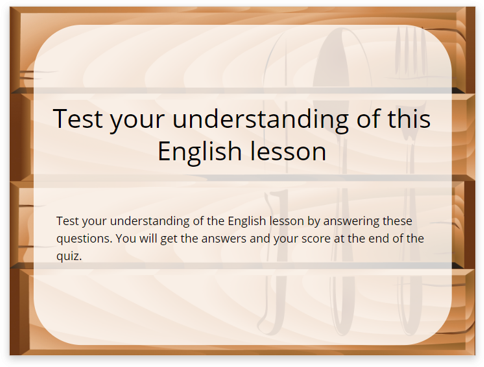 Test your understanding of this
English lesson
Test your understanding of the English lesson by answering these
questions. You will get the answers and your score at the end of the
quiz.